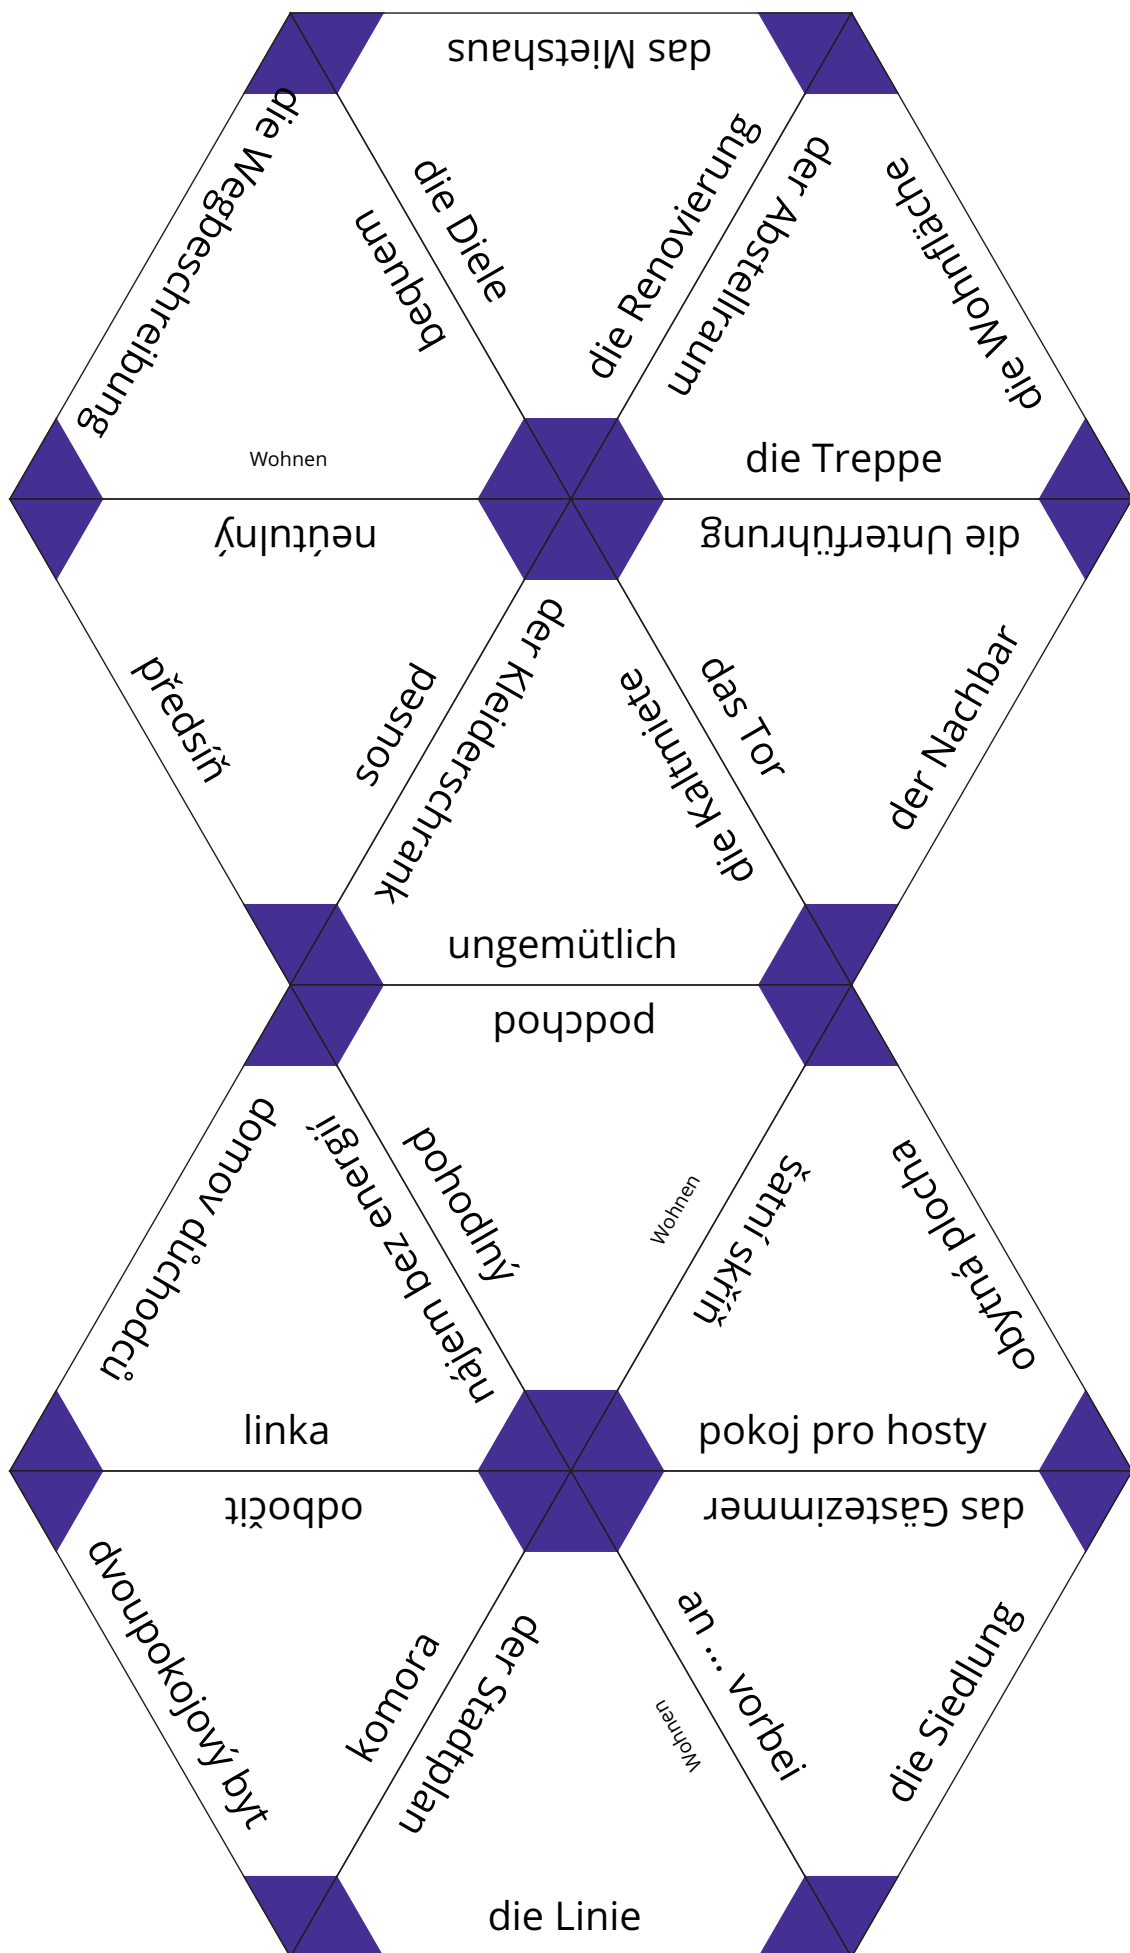 das Mietshaus
die Diele
die Renovierung
die Wegbeschreibung
bequem
Wohnen
der Abstellraum
die Wohnfläche
die Treppe
neútulný
předsíň
soused
der Kleiderschrank
die Kaltmiete
ungemütlich
die Unterführung
das Tor
der Nachbar
domov důchodců
nájem bez energií
linka
podchod
pohodlný
Wohnen
šatní skříň
obytná plocha
pokoj pro hosty
odbočit
dvoupokojový byt
komora
der Stadtplan
Wohnen
die Linie
das Gästezimmer
an ... vorbei
die Siedlung